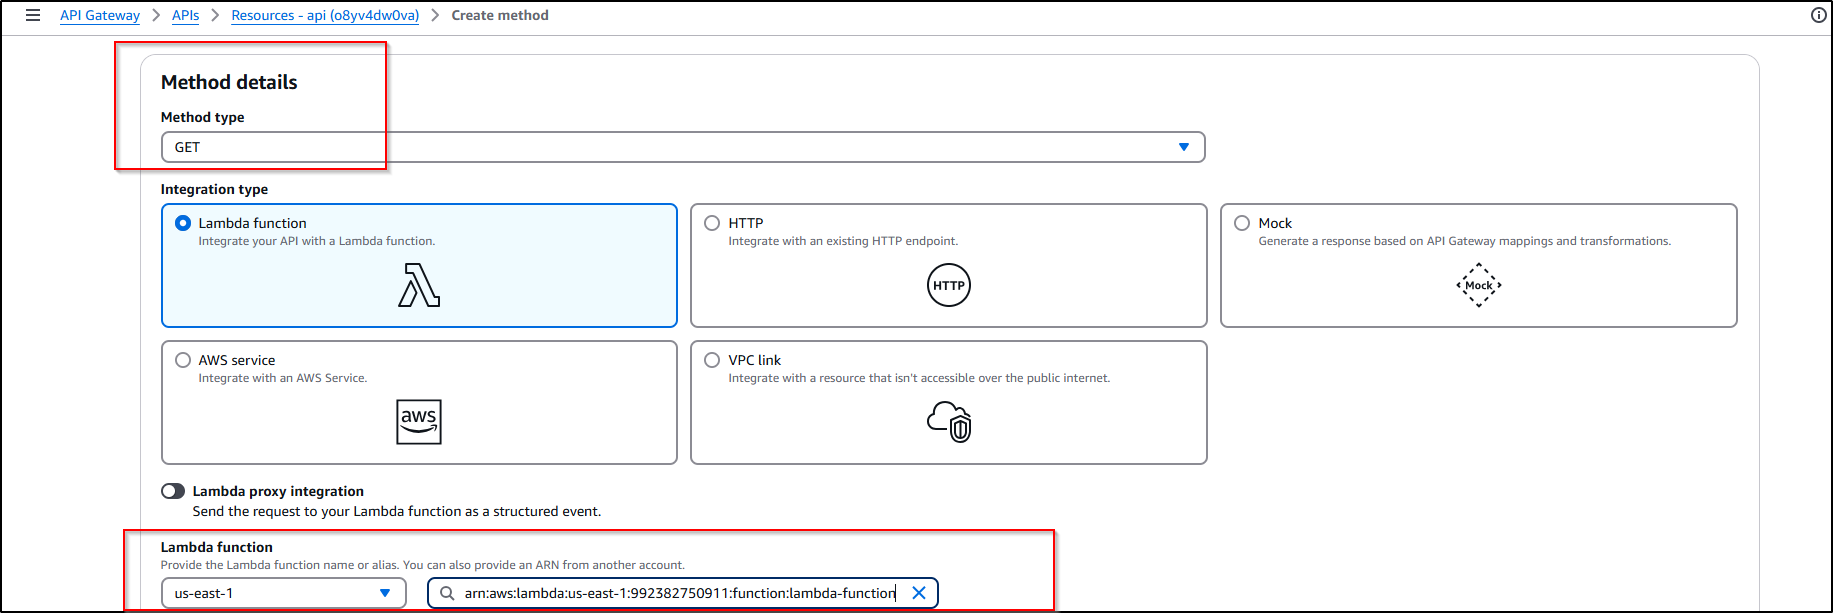 API Gateway > APIs > Resources - api (o8yv4dw0va) > Create method
Method details
Method type
GET
Integration type
Lambda function
Integrate your API with a Lambda function.
HTTP
Integrate with an existing HTTP endpoint.
HTTP
Mock
Generate a response based on API Gateway mappings and transformations.
Mock
AWS service
Integrate with an AWS Service.
aws
VPC link
Integrate with a resource that isn't accessible over the public internet.
Lambda proxy integration
Send the request to your Lambda function as a structured event.
Lambda function
Provide the Lambda function name or alias. You can also provide an ARN from another account.
us-east-1
arn:aws:lambda:us-east-1:992382750911:function:lambda-function